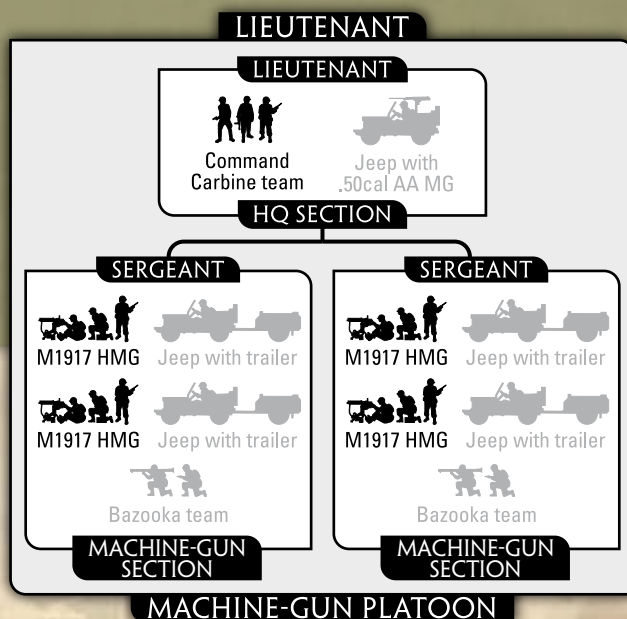 LIEUTENANT
LIEUTENANT
Command
Carbine team
Jeep with
.50cal AA MG
HQ SECTION
SERGEANT
M1917 HMG Jeep with trailer
M1917 HMG Jeep with trailer
Bazooka team
MACHINE-GUN
SECTION
SERGEANT
M1917 HMG Jeep with trailer
M1917 HMG Jeep with trailer
Bazooka team
MACHINE-GUN
SECTION
MACHINE-GUN PLATOON